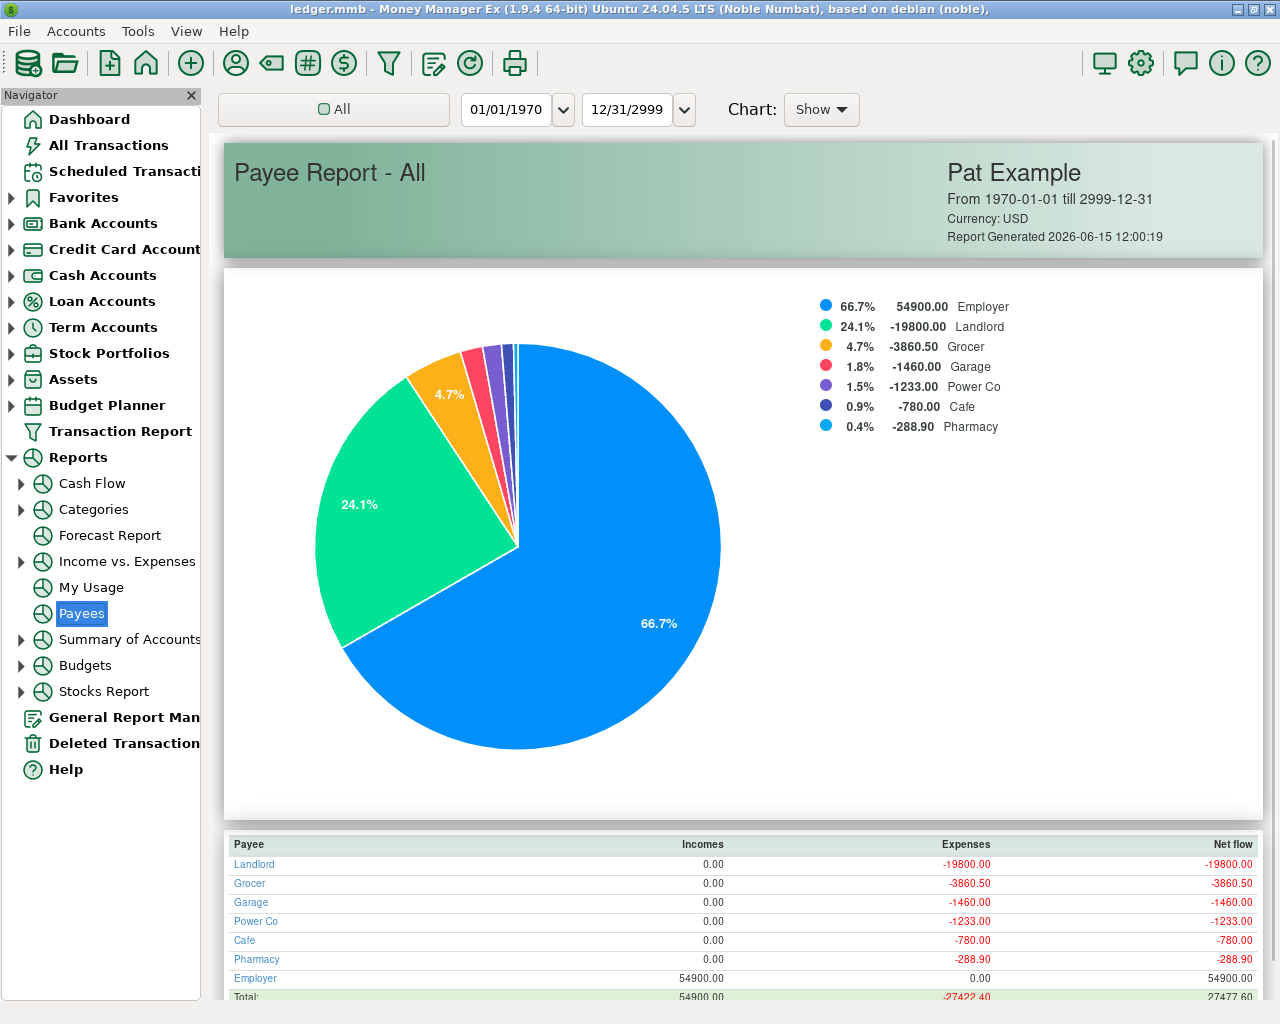 ledger.mmb - Money Manager Ex (1.9.4 64-bit) Ubuntu 24.04.5 LTS (Noble Numbat), based on debian (noble),
File Accounts Tools View Help
Navigator
Dashboard
All Transactions
Scheduled Transacti
Favorites
Bank Accounts
Credit Card Account
Cash Accounts
Loan Accounts
Term Accounts
Stock Portfolios
Assets
Budget Planner
Transaction Report
Reports
Cash Flow
Categories
Forecast Report
Income vs. Expenses
My Usage
Payees
Summary of Accounts
Budgets
Stocks Report
General Report Man
Deleted Transaction
Help
All 01/01/1970 12/31/2999 Chart: Show
Payee Report - All
Pat Example
From 1970-01-01 till 2999-12-31
Currency: USD
Report Generated 2026-06-15 12:00:19
4.7%
24.1%
66.7%
66.7% 54900.00 Employer
24.1% -19800.00 Landlord
4.7% -3860.50 Grocer
1.8% -1460.00 Garage
1.5% -1233.00 Power Co
0.9% -780.00 Cafe
0.4% -288.90 Pharmacy
Payee Incomes Expenses Net flow
Landlord 0.00 -19800.00 -19800.00
Grocer 0.00 -3860.50 -3860.50
Garage 0.00 -1460.00 -1460.00
Power Co 0.00 -1233.00 -1233.00
Cafe 0.00 -780.00 -780.00
Pharmacy 0.00 -288.90 -288.90
Employer 54900.00 0.00 54900.00
Total: 54900.00 -27422.40 27477.60